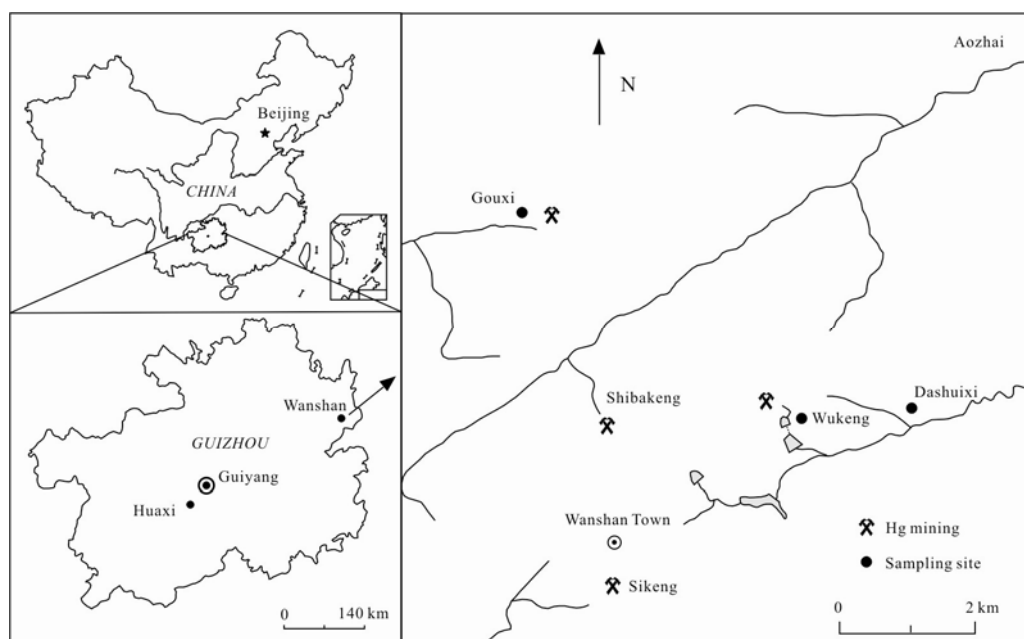 Beijing
CHINA
Wanshan
GUIZHOU
Guiyang
Huaxi
0 140 km
Aozhai
N
Gouxi
Shibakeng
Dashuixi
Wukeng
Wanshan Town
Hg mining
Sampling site
Sikeng
0 2 km